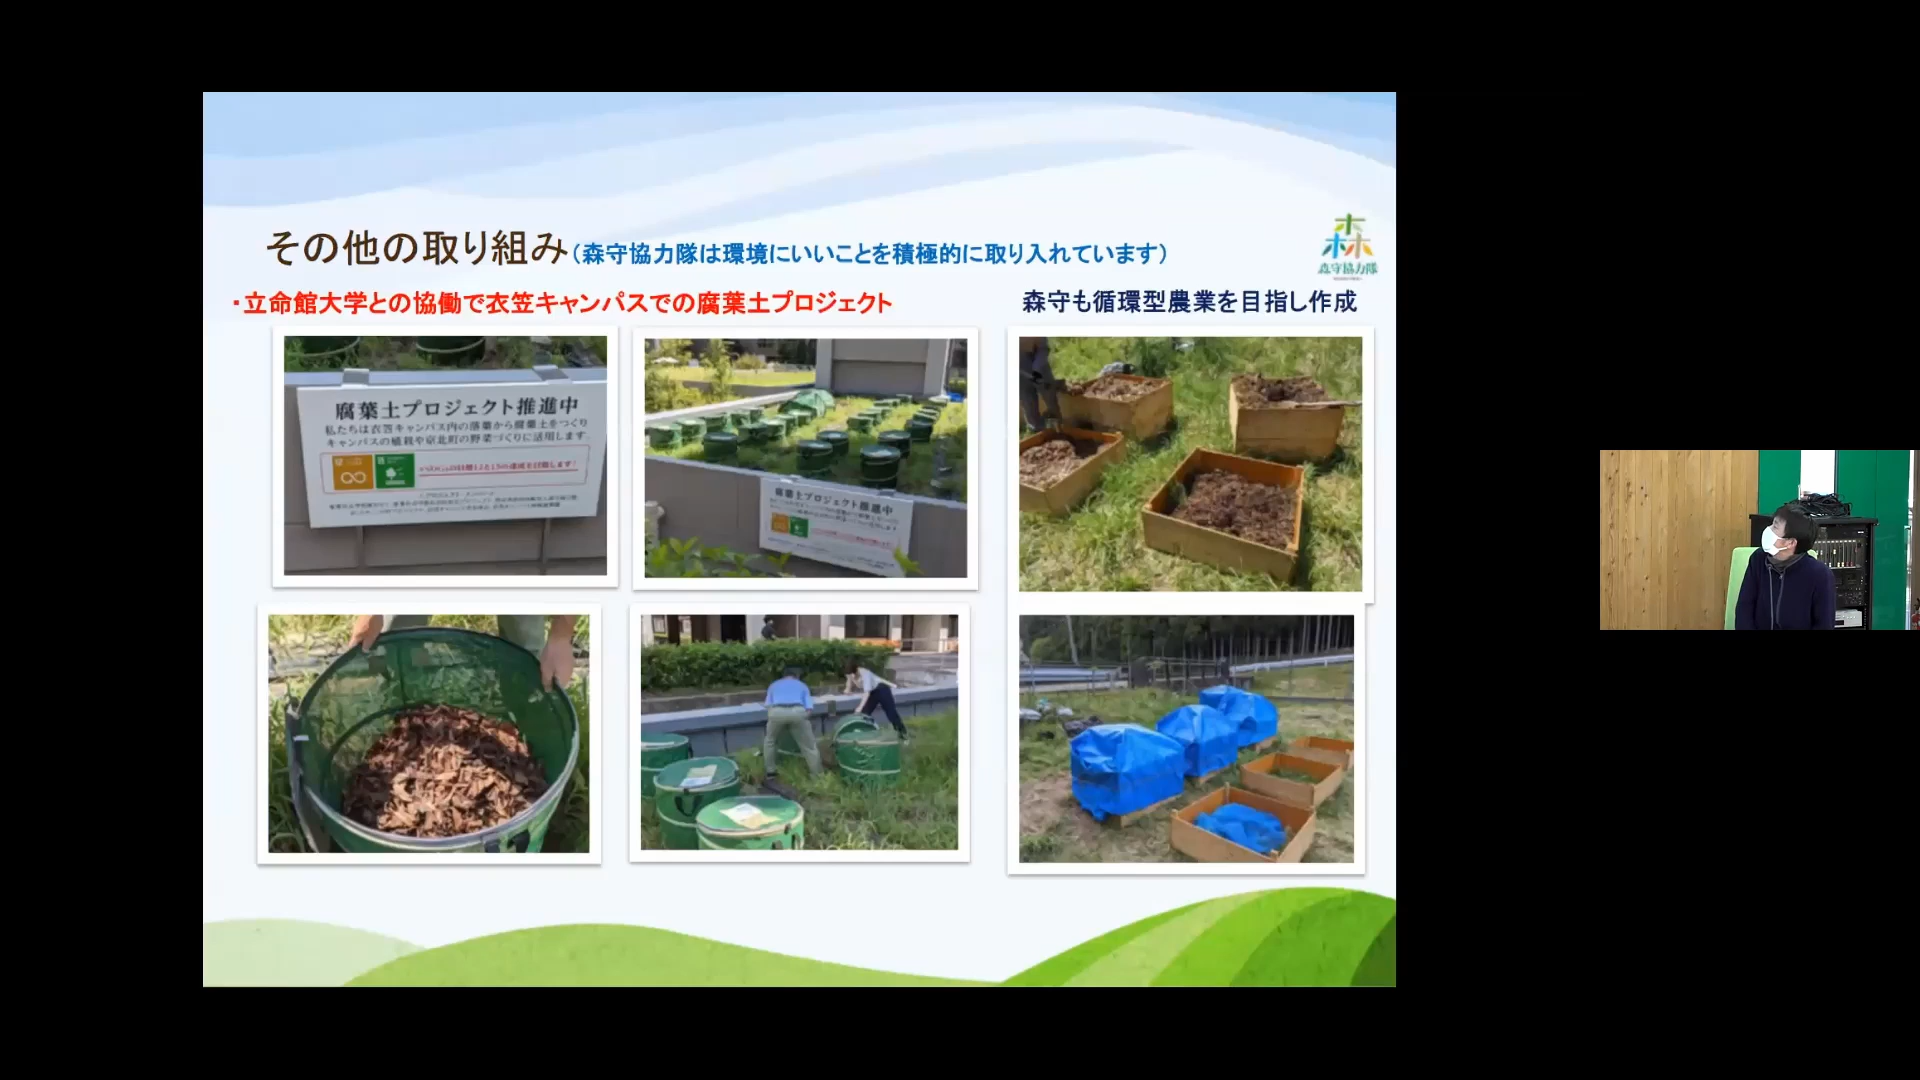 その他の取り組み(森守協力隊は環境にいいことを積極的に取り入れています)
森
森守協力隊
・立命館大学との協働で衣笠キャンパスでの腐葉土プロジェクト
森守も循環型農業を目指し作成
腐葉土プロジェクト推進中
私たちは衣笠キャンパス内の落葉から腐葉土をつくり
キャンパスの植栽や京北町の野菜づくりに活用します。
12
15
腐葉土プロジェクト推進中